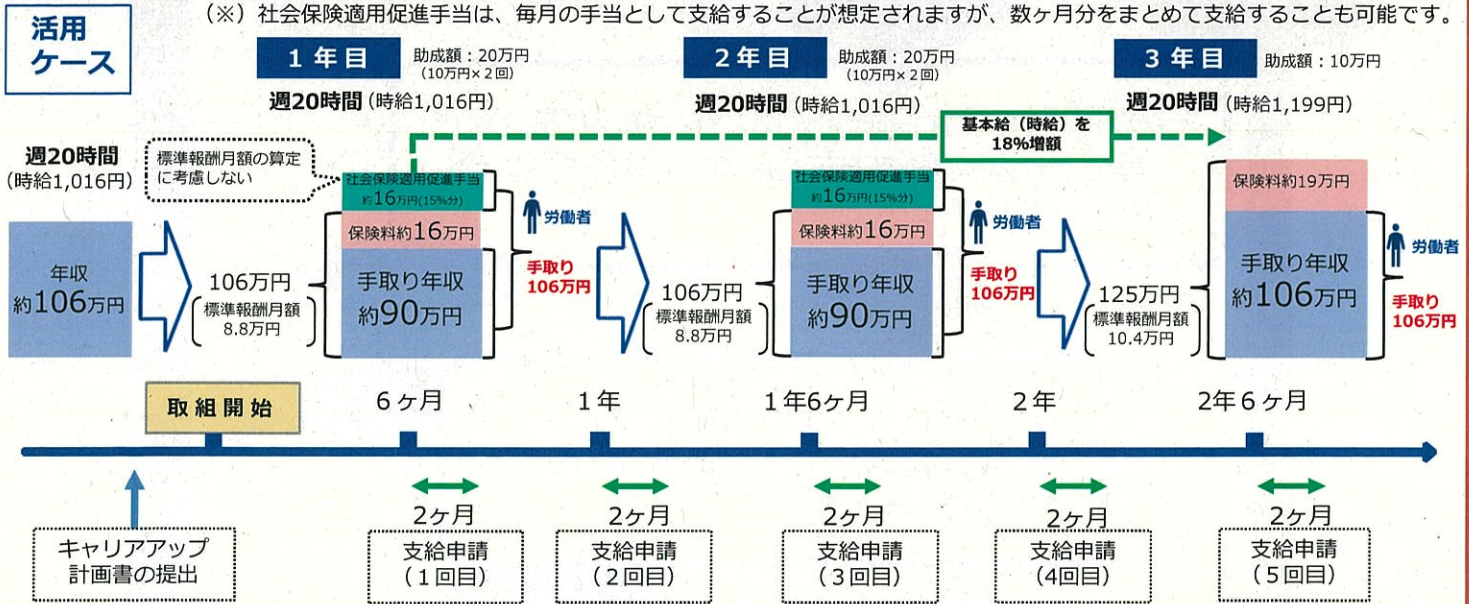 (※)社会保険適用促進手当は、毎月の手当として支給することが想定されますが、数ヶ月分をまとめて支給することも可能です。
活用
ケース
1年目
助成額：20万円
(10万円×2回)
週20時間(時給1,016円)
2年目
助成額：20万円
(10万円×2回)
週20時間(時給1,016円)
3年目
助成額：10万円
週20時間(時給1,199円)
基本給(時給)を
18%増額
週20時間
(時給1,016円)
年収
約106万円
標準報酬月額の算定
に考慮しない
106万円
標準報酬月額
8.8万円
社会保険適用促進手当
約16万円(15%分)
保険料約16万円
手取り年収
約90万円
労働者
手取り
106万円
106万円
標準報酬月額
8.8万円
社会保険適用促進手当
約16万円(15%分)
保険料約16万円
手取り年収
約90万円
労働者
手取り
106万円
125万円
標準報酬月額
10.4万円
保険料約19万円
手取り年収
約106万円
労働者
手取り
106万円
取組開始
6ヶ月
1年
1年6ヶ月
2年
2年6ヶ月
キャリアアップ
計画書の提出
2ヶ月
支給申請
(1回目)
2ヶ月
支給申請
(2回目)
2ヶ月
支給申請
(3回目)
2ヶ月
支給申請
(4回目)
2ヶ月
支給申請
(5回目)